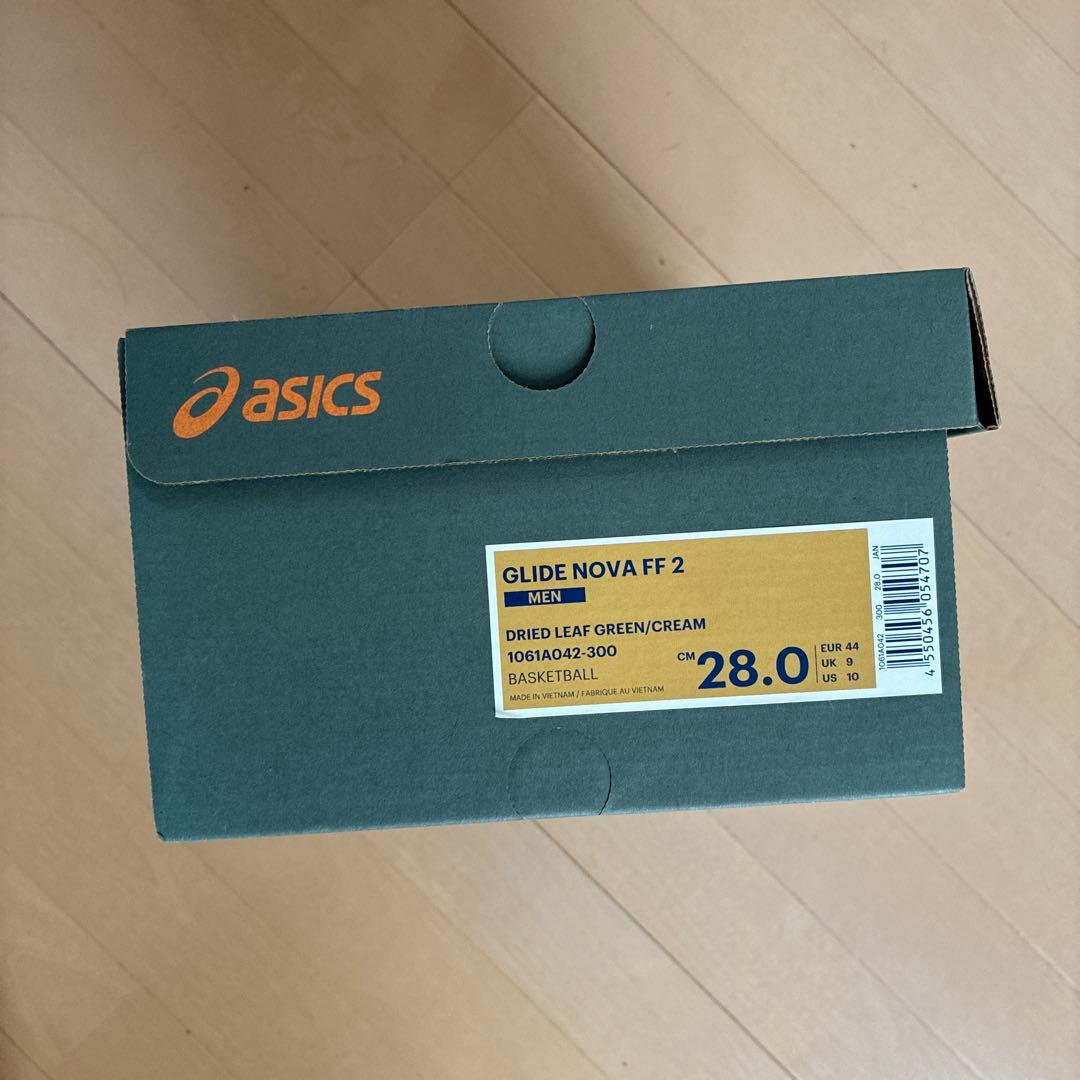 asics
GLIDE NOVA FF 2
MEN
DRIED LEAF GREEN/CREAM
1061A042-300
BASKETBALL
MADE IN VIETNAM / FABRIQUE AU VIETNAM
CM 28.0
EUR 44
UK 9
US 10
1061A042 300 28.0 JAN
4 550456 054707